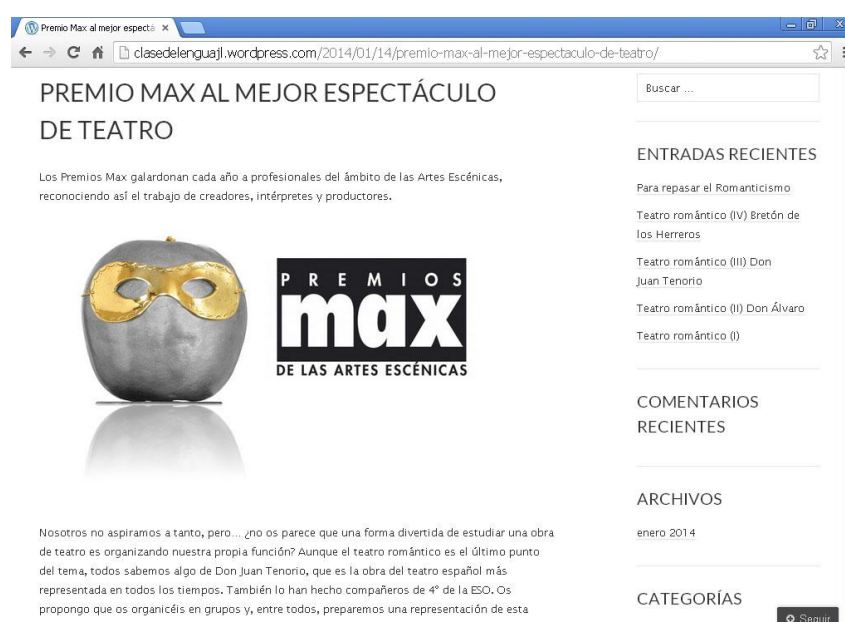 Premio Max al mejor espectá
clasedelenguajl.wordpress.com/2014/01/14/premio-max-al-mejor-espectaculo-de-teatro/
PREMIO MAX AL MEJOR ESPECTÁCULO
DE TEATRO
Los Premios Max galardonan cada año a profesionales del ámbito de las Artes Escénicas,
reconociendo así el trabajo de creadores, intérpretes y productores.
PREMIOS
max
DE LAS ARTES ESCÉNICAS
Nosotros no aspiramos a tanto, pero... ¿no os parece que una forma divertida de estudiar una obra
de teatro es organizando nuestra propia función? Aunque el teatro romántico es el último punto
del tema, todos sabemos algo de Don Juan Tenorio, que es la obra del teatro español más
representada en todos los tiempos. También lo han hecho compañeros de 4º de la ESO. Os
propongo que os organicéis en grupos y, entre todos, preparemos una representación de esta
Buscar ...
ENTRADAS RECIENTES
Para repasar el Romanticismo
Teatro romántico (IV) Bretón de
los Herreros
Teatro romántico (III) Don
Juan Tenorio
Teatro romántico (II) Don Álvaro
Teatro romántico (I)
COMENTARIOS
RECIENTES
ARCHIVOS
enero 2014
CATEGORÍAS
Seguir